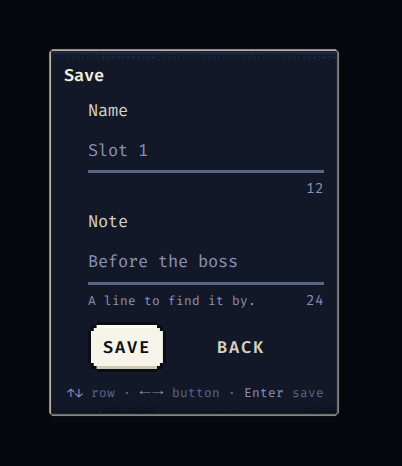 Save
Name
Slot 1
12
Note
Before the boss
A line to find it by. 24
SAVE BACK
↑↓ row · ←→ button · Enter save